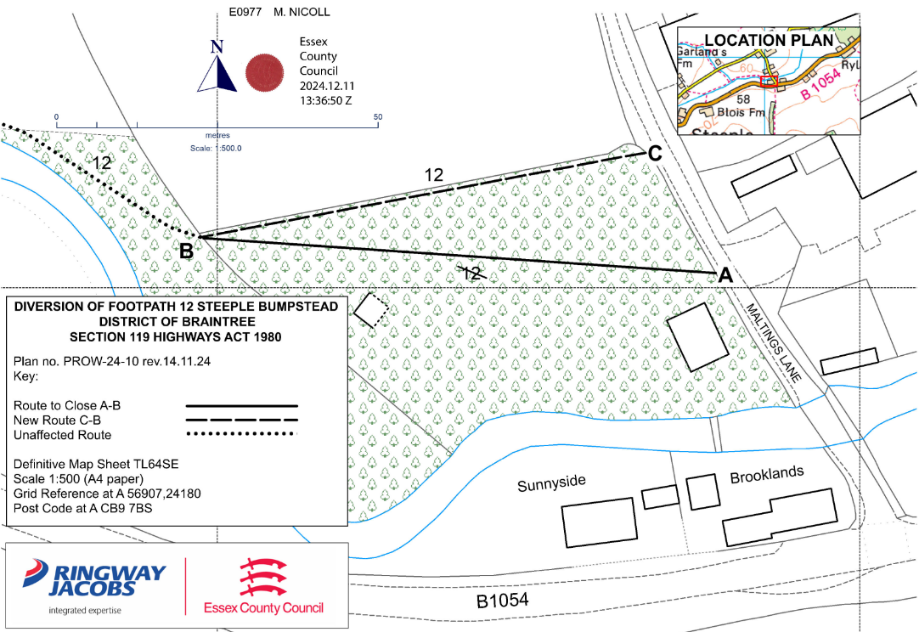 E0977 M. NICOLL
N
Essex
County
Council
2024.12.11
13:36:50 Z
0
50
metres
Scale: 1:500.0
LOCATION PLAN
Garland's
Fm
60
58
Blois Fm
B 1054
70
12
12
C
B
12
A
MALTINGS LANE
DIVERSION OF FOOTPATH 12 STEEPLE BUMPSTEAD
DISTRICT OF BRAINTREE
SECTION 119 HIGHWAYS ACT 1980
Plan no. PROW-24-10 rev.14.11.24
Key:
Route to Close A-B
New Route C-B
Unaffected Route
Definitive Map Sheet TL64SE
Scale 1:500 (A4 paper)
Grid Reference at A 56907,24180
Post Code at A CB9 7BS
Sunnyside
Brooklands
B1054
RINGWAY
JACOBS
integrated expertise
Essex County Council